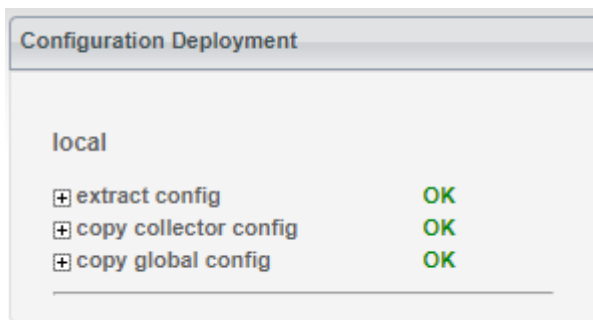 Configuration Deployment
local
extract config OK
copy collector config OK
copy global config OK